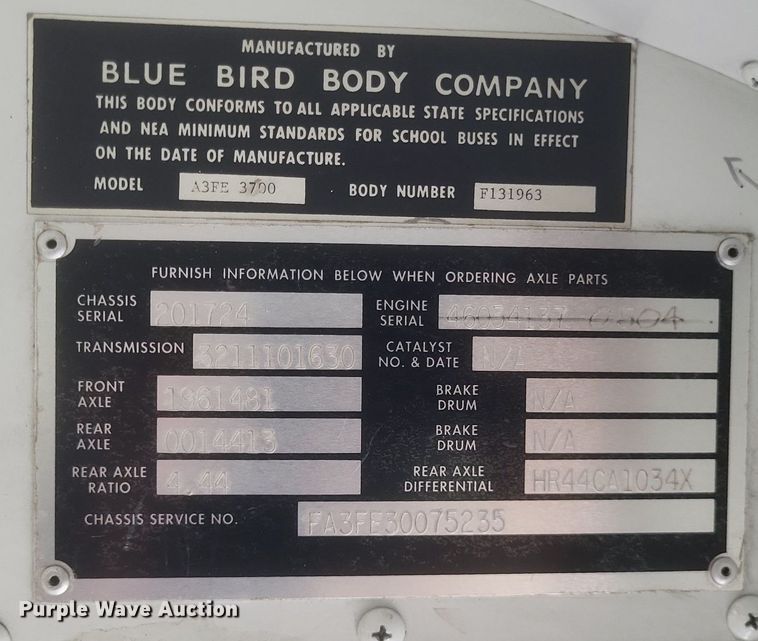 MANUFACTURED BY
BLUE BIRD BODY COMPANY
THIS BODY CONFORMS TO ALL APPLICABLE STATE SPECIFICATIONS
AND NEA MINIMUM STANDARDS FOR SCHOOL BUSES IN EFFECT
ON THE DATE OF MANUFACTURE.
MODEL A3FE 3700 BODY NUMBER F131963
FURNISH INFORMATION BELOW WHEN ORDERING AXLE PARTS
CHASSIS SERIAL 201724 ENGINE SERIAL
TRANSMISSION 3211101630 CATALYST NO. & DATE N/A
FRONT AXLE 1961481 BRAKE DRUM N/A
REAR AXLE 0014413 BRAKE DRUM N/A
REAR AXLE RATIO 4.44 REAR AXLE DIFFERENTIAL HR44CA1034X
CHASSIS SERVICE NO. FA3FE30075235
Purple Wave Auction